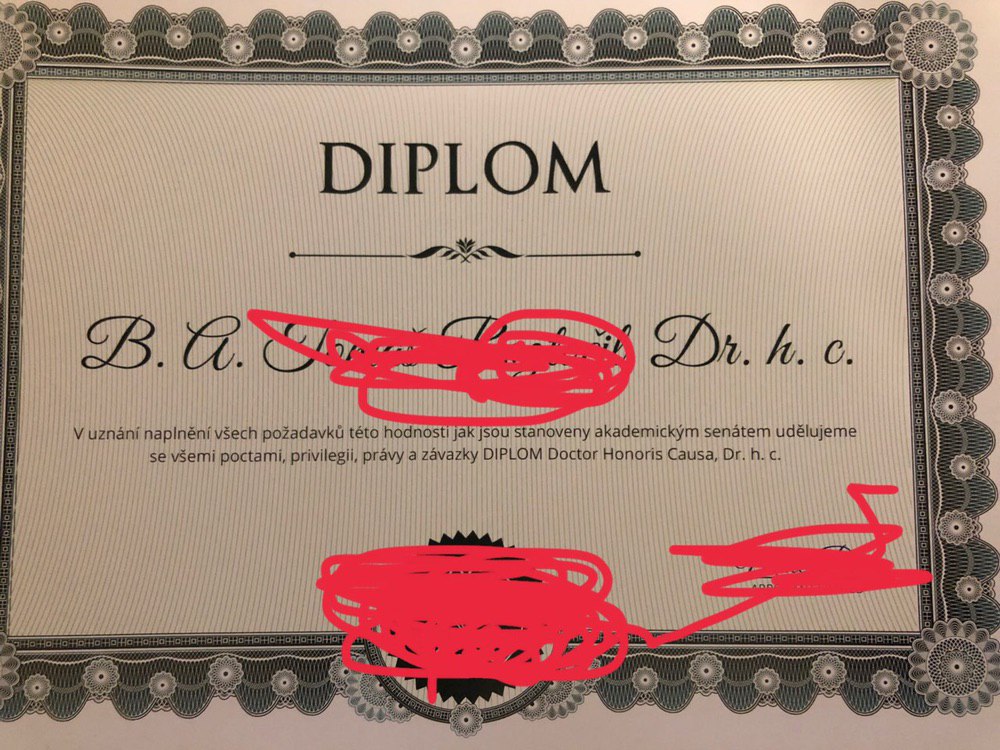 DIPLOM
B. A. Dr. h. c.
V uznání naplnění všech požadavků této hodnosti jak jsou stanoveny akademickým senátem udělujeme
se všemi poctami, privilegii, právy a závazky DIPLOM Doctor Honoris Causa, Dr. h. c.